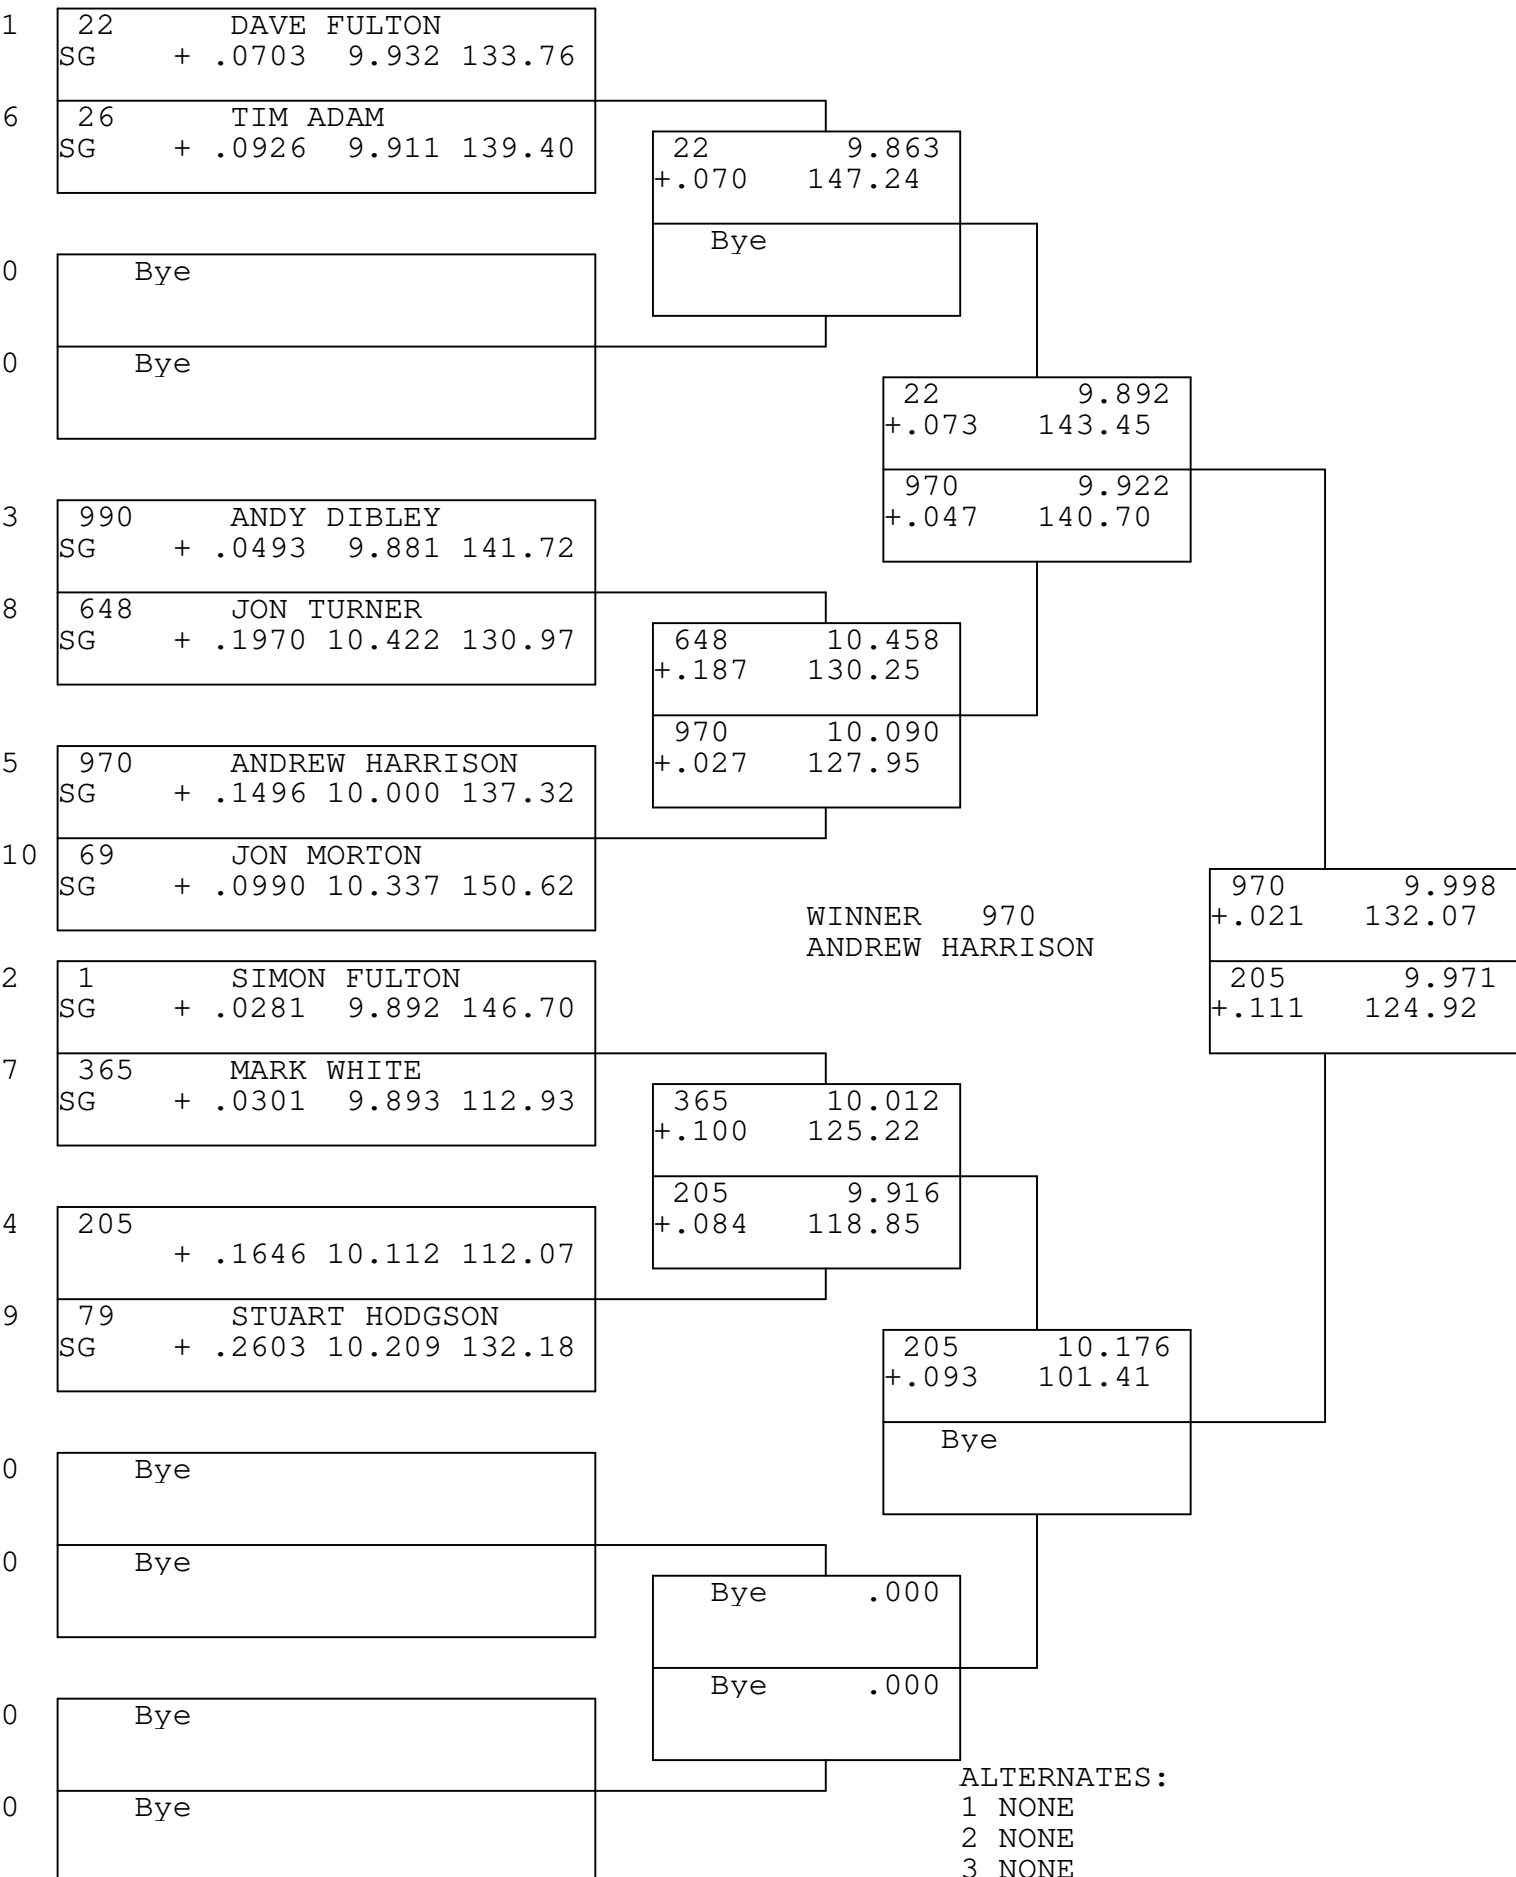 1 22 DAVE FULTON
SG + .0703 9.932 133.76
6 26 TIM ADAM
SG + .0926 9.911 139.40
0 Bye
0 Bye
3 990 ANDY DIBLEY
SG + .0493 9.881 141.72
8 648 JON TURNER
SG + .1970 10.422 130.97
5 970 ANDREW HARRISON
SG + .1496 10.000 137.32
10 69 JON MORTON
SG + .0990 10.337 150.62
2 1 SIMON FULTON
SG + .0281 9.892 146.70
7 365 MARK WHITE
SG + .0301 9.893 112.93
4 205
+ .1646 10.112 112.07
9 79 STUART HODGSON
SG + .2603 10.209 132.18
0 Bye
0 Bye
0 Bye
0 Bye
22 9.863
+.070 147.24
Bye
648 10.458
+.187 130.25
970 10.090
+.027 127.95
365 10.012
+.100 125.22
205 9.916
+.084 118.85
Bye .000
Bye .000
22 9.892
+.073 143.45
970 9.922
+.047 140.70
205 10.176
+.093 101.41
Bye
970 9.998
+.021 132.07
205 9.971
+.111 124.92
WINNER 970
ANDREW HARRISON
ALTERNATES:
1 NONE
2 NONE
3 NONE